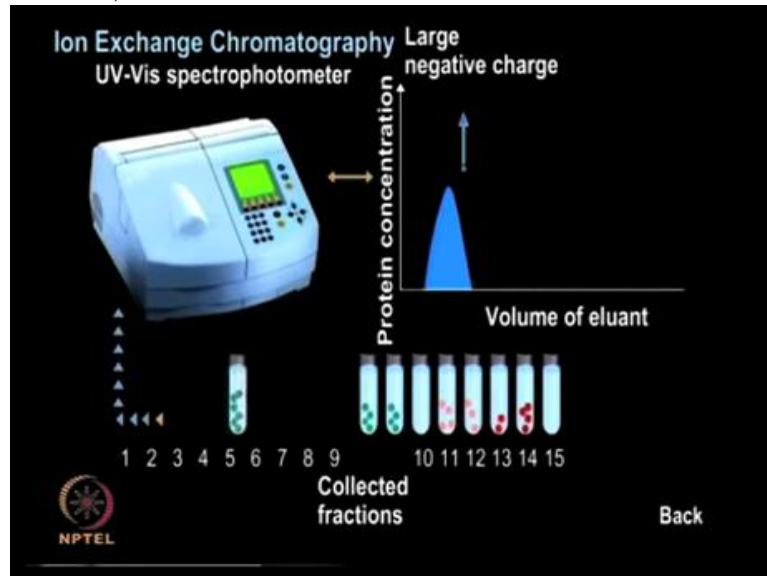 Ion Exchange Chromatography
UV-Vis spectrophotometer
Large
negative charge
Protein concentration
Volume of eluant
1 2 3 4 5 6 7 8 9 10 11 12 13 14 15
Collected
fractions
NPTEL
Back